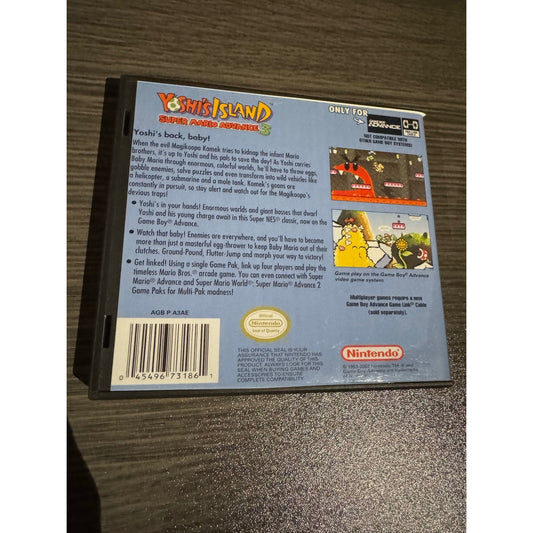 YOSHI'S ISLAND
SUPER MARIO ADVANCE 3
ONLY FOR
GAME BOY ADVANCE
NOT COMPATIBLE WITH
OTHER GAME BOY SYSTEMS!
Yoshi's back, baby!
When the evil Magikoopa Kamek tries to kidnap the infant Mario
brothers, it's up to Yoshi and his pals to save the day! As Yoshi carries
Baby Mario through enormous, colorful worlds, he'll have to throw eggs,
gobble enemies, solve puzzles and even transform into wild vehicles like
a helicopter, a submarine and a mole tank. Kamek's goons are
constantly in pursuit, so stay alert and watch out for the Magikoopa's
devious traps!
• Yoshi's in your hands! Enormous worlds and giant bosses that dwarf
Yoshi and his young charge await in this Super NES® classic, now on the
Game Boy® Advance.
• Watch that baby! Enemies are everywhere, and you'll have to become
more than just a masterful egg-thrower to keep Baby Mario out of their
clutches. Ground-Pound, Flutter-Jump and morph your way to victory!
• Get linked! Using a single Game Pak, link up four players and play the
timeless Mario Bros.® arcade game. You can even connect with Super
Mario® Advance and Super Mario World®: Super Mario® Advance 2
Game Paks for Multi-Pak madness!
Game play on the Game Boy® Advance
video game system.
Multiplayer games require a
Game Boy Advance Game Link® Cable
(sold separately).
AGB P A3AE
0 45496 73186 1
Official
Nintendo
Seal of Quality
THIS OFFICIAL SEAL IS YOUR
ASSURANCE THAT NINTENDO HAS
APPROVED THE QUALITY OF THIS
PRODUCT. ALWAYS LOOK FOR THIS
SEAL WHEN BUYING GAMES AND
ACCESSORIES TO ENSURE
COMPLETE COMPATIBILITY.
Nintendo